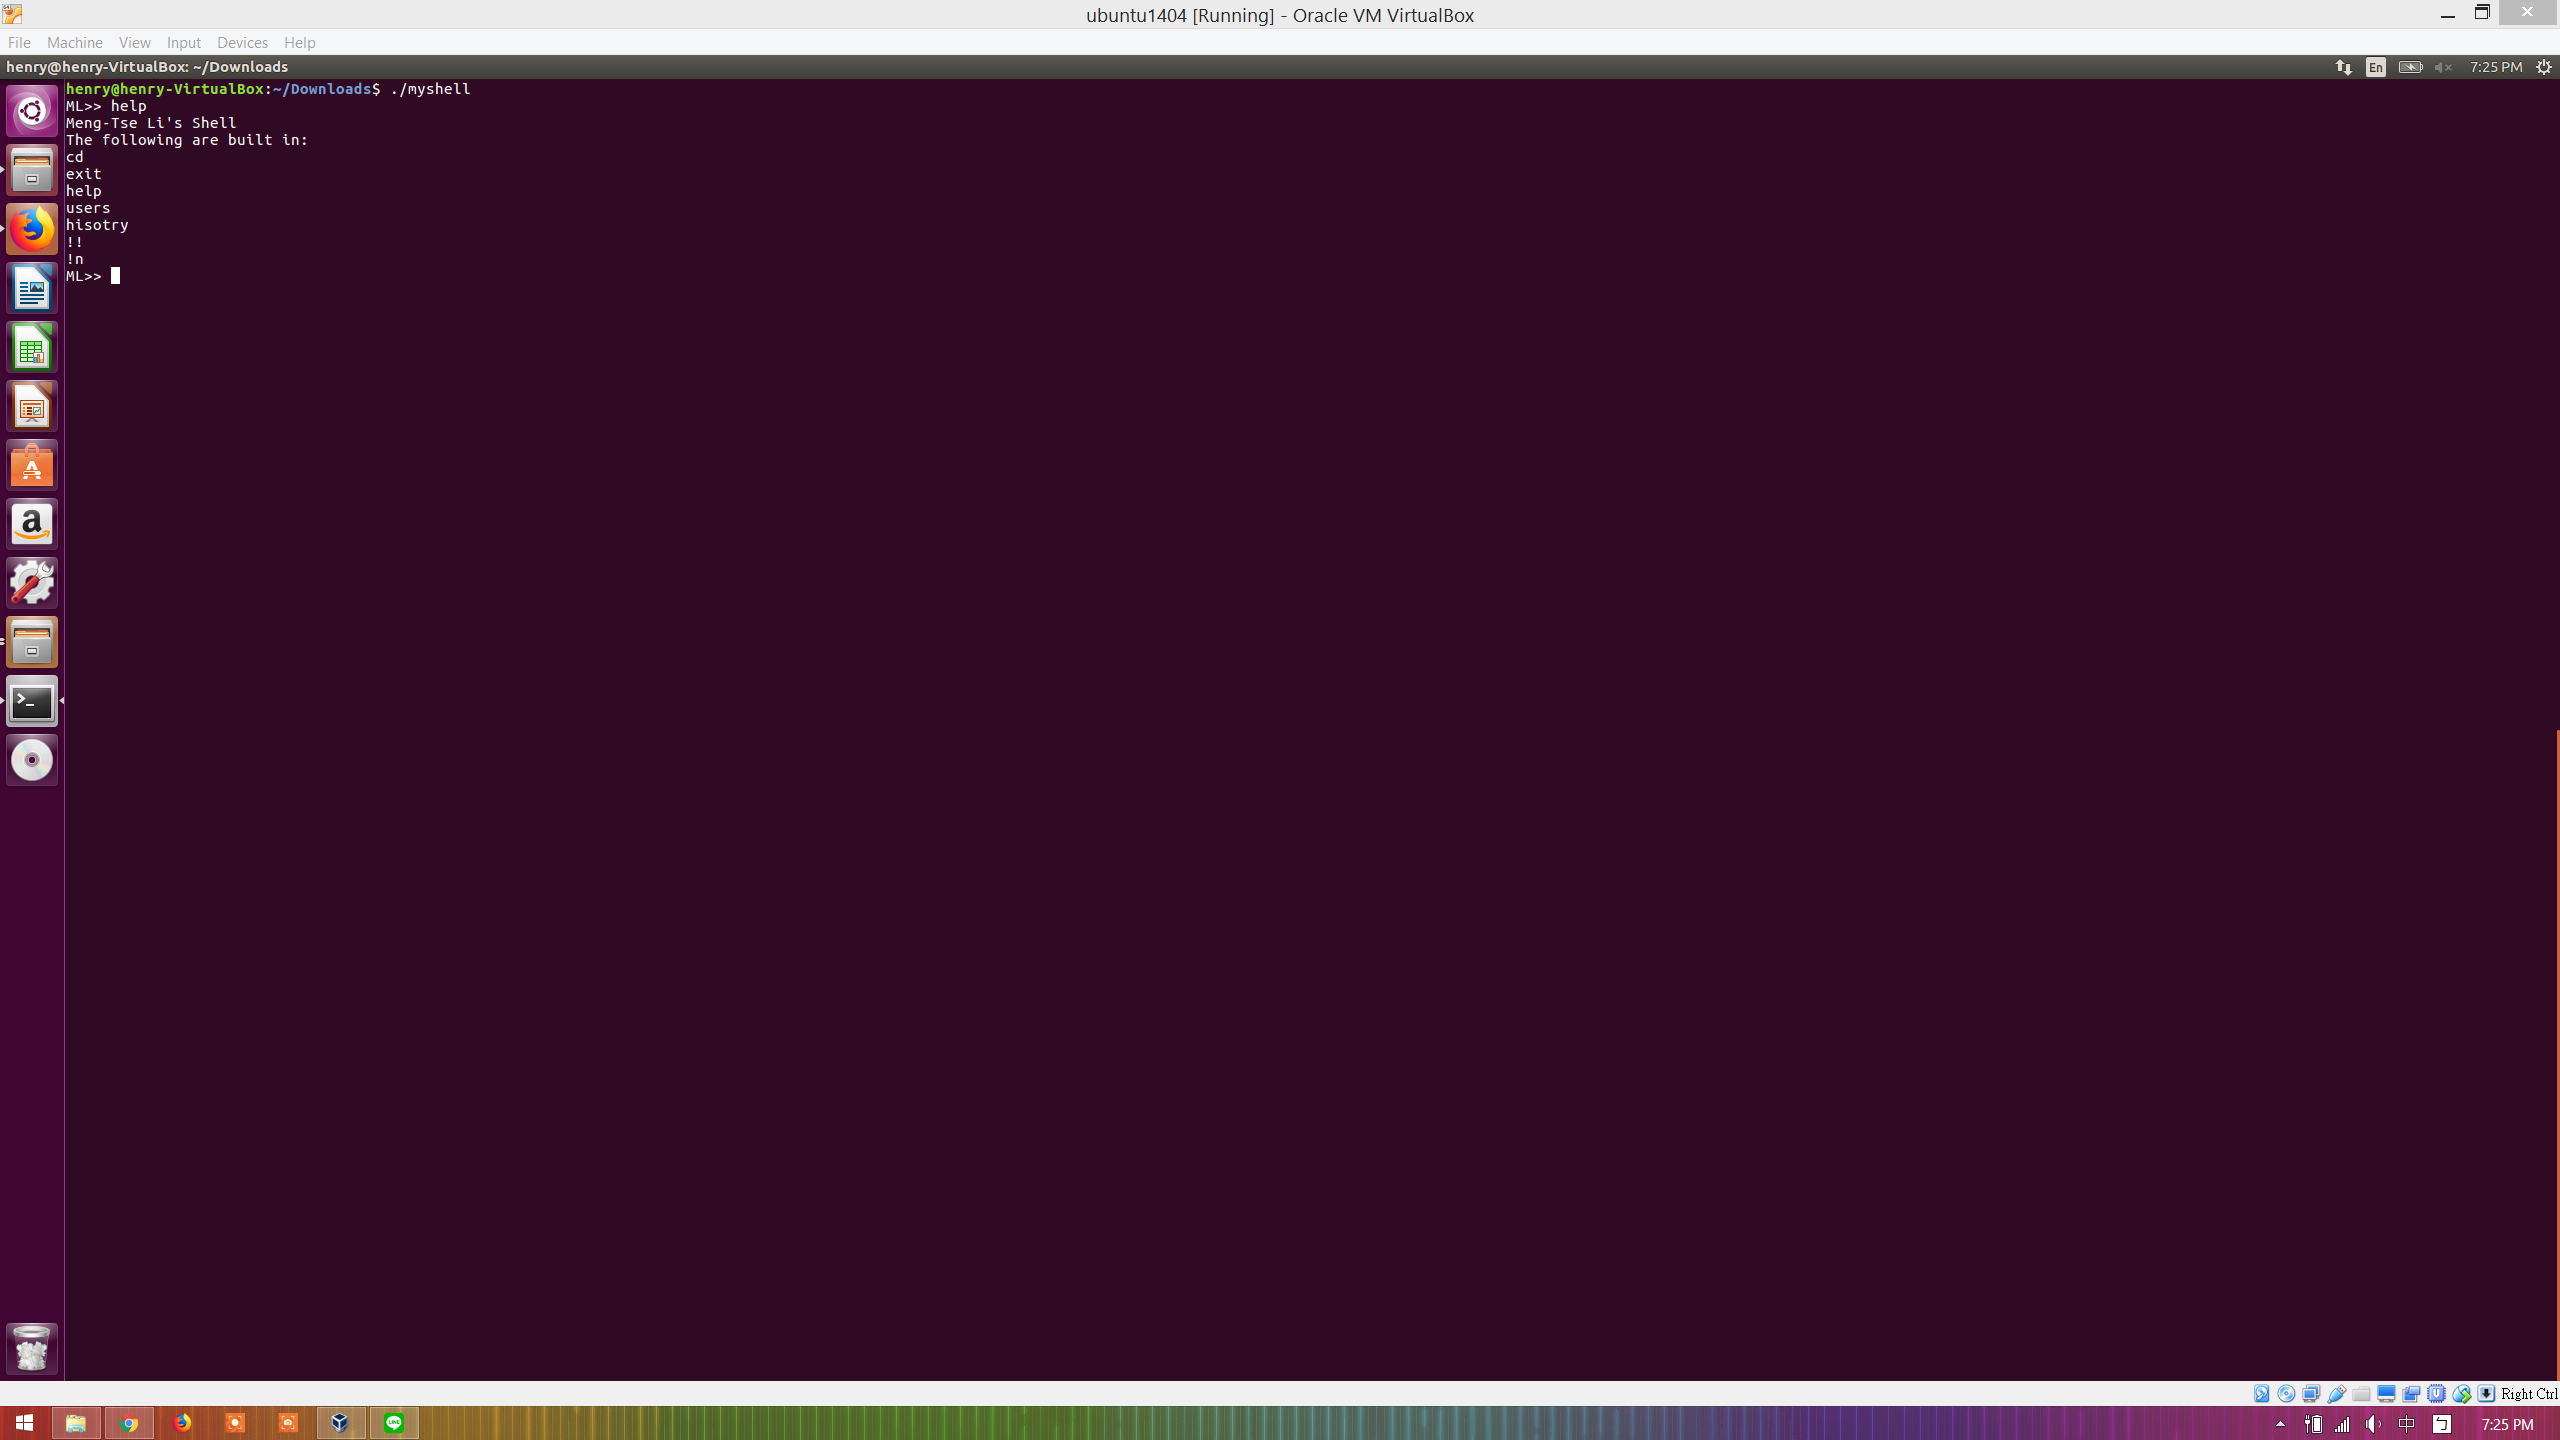 ubuntu1404 [Running] - Oracle VM VirtualBox
File Machine View Input Devices Help
henry@henry-VirtualBox: ~/Downloads En 7:25 PM
henry@henry-VirtualBox:~/Downloads$ ./myshell
ML>> help
Meng-Tse Li's Shell
The following are built in:
cd
exit
help
users
hisotry
!!
!n
ML>>
Right Ctrl
中 ㄅ 7:25 PM